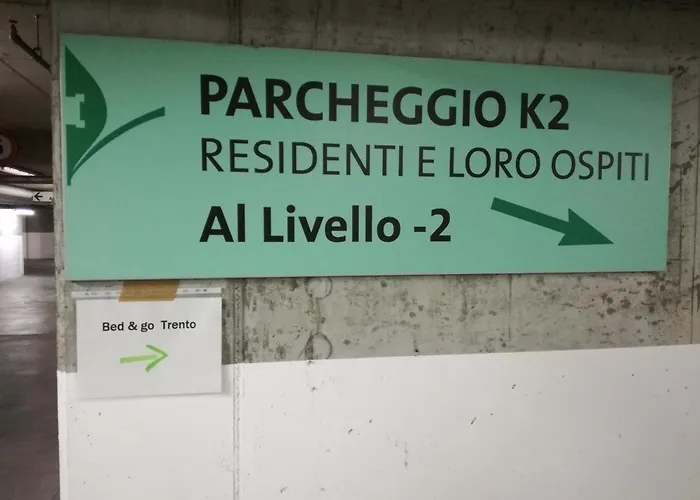 PARCHEGGIO K2
RESIDENTI E LORO OSPITI
Al Livello -2
Bed & go Trento